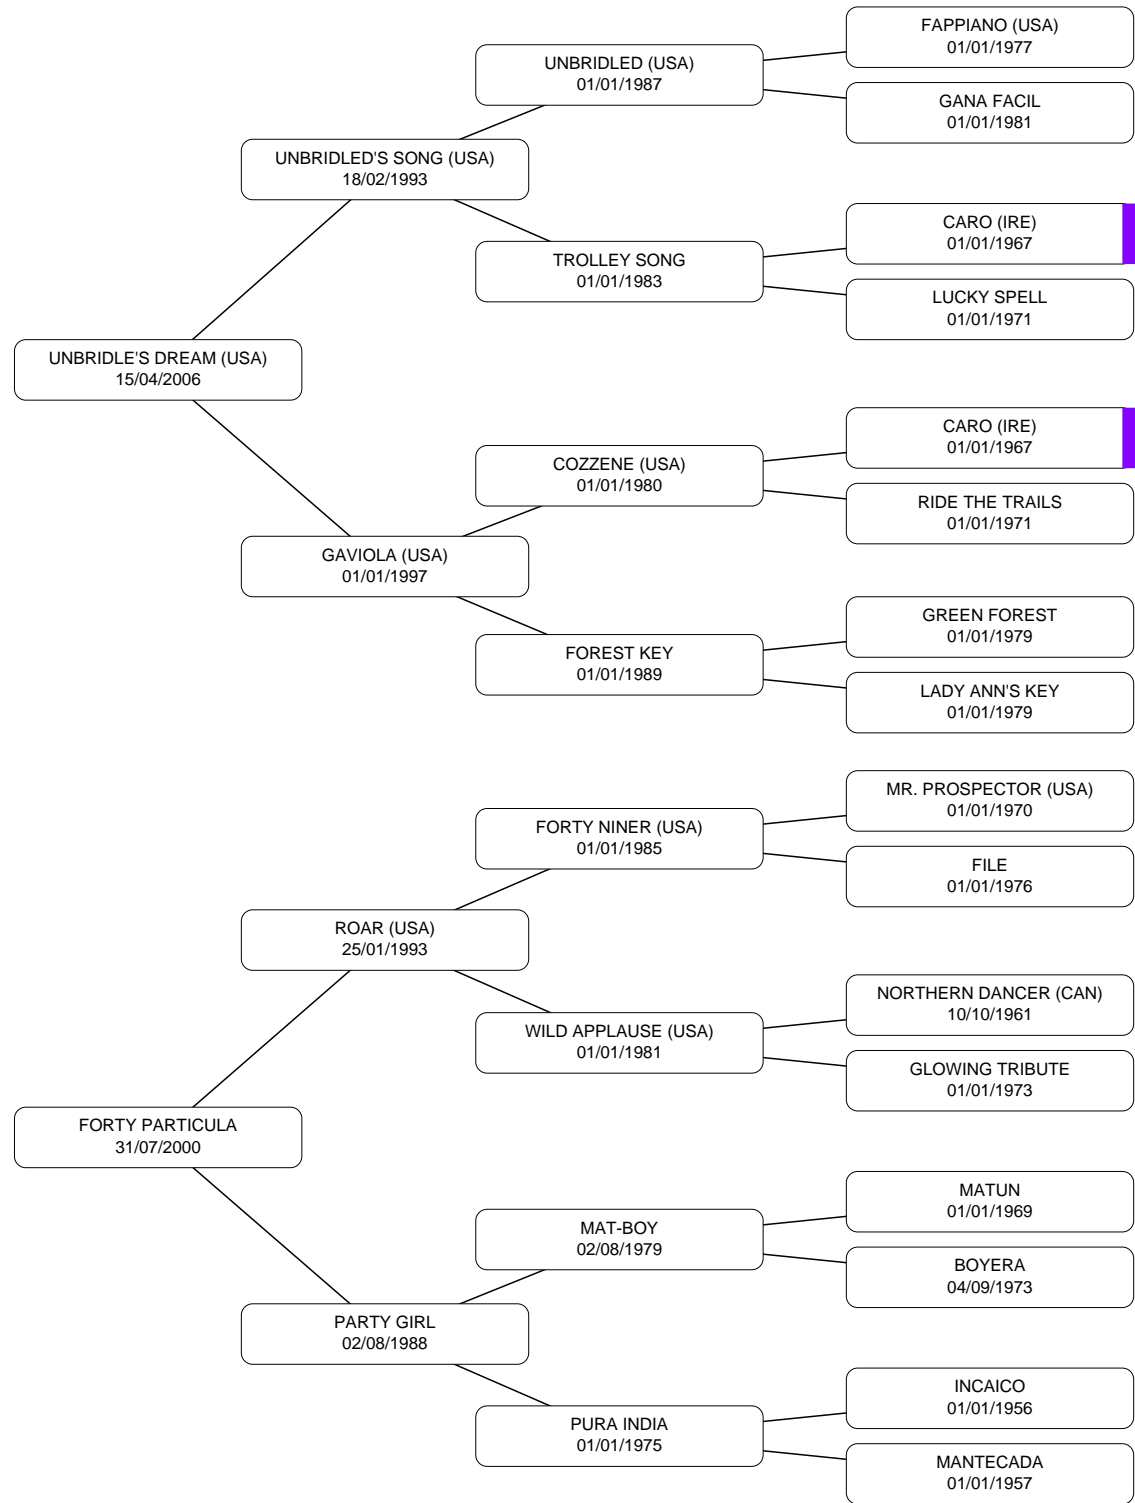 FAPPIANO (USA)
01/01/1977
UNBRIDLED (USA)
01/01/1987
GANA FACIL
01/01/1981
UNBRIDLED'S SONG (USA)
18/02/1993
CARO (IRE)
01/01/1967
TROLLEY SONG
01/01/1983
LUCKY SPELL
01/01/1971
UNBRIDLE'S DREAM (USA)
15/04/2006
CARO (IRE)
01/01/1967
COZZENE (USA)
01/01/1980
RIDE THE TRAILS
01/01/1971
GAVIOLA (USA)
01/01/1997
GREEN FOREST
01/01/1979
FOREST KEY
01/01/1989
LADY ANN'S KEY
01/01/1979
MR. PROSPECTOR (USA)
01/01/1970
FORTY NINER (USA)
01/01/1985
FILE
01/01/1976
ROAR (USA)
25/01/1993
NORTHERN DANCER (CAN)
10/10/1961
WILD APPLAUSE (USA)
01/01/1981
GLOWING TRIBUTE
01/01/1973
FORTY PARTICULA
31/07/2000
MATUN
01/01/1969
MAT-BOY
02/08/1979
BOYERA
04/09/1973
PARTY GIRL
02/08/1988
INCAICO
01/01/1956
PURA INDIA
01/01/1975
MANTECADA
01/01/1957